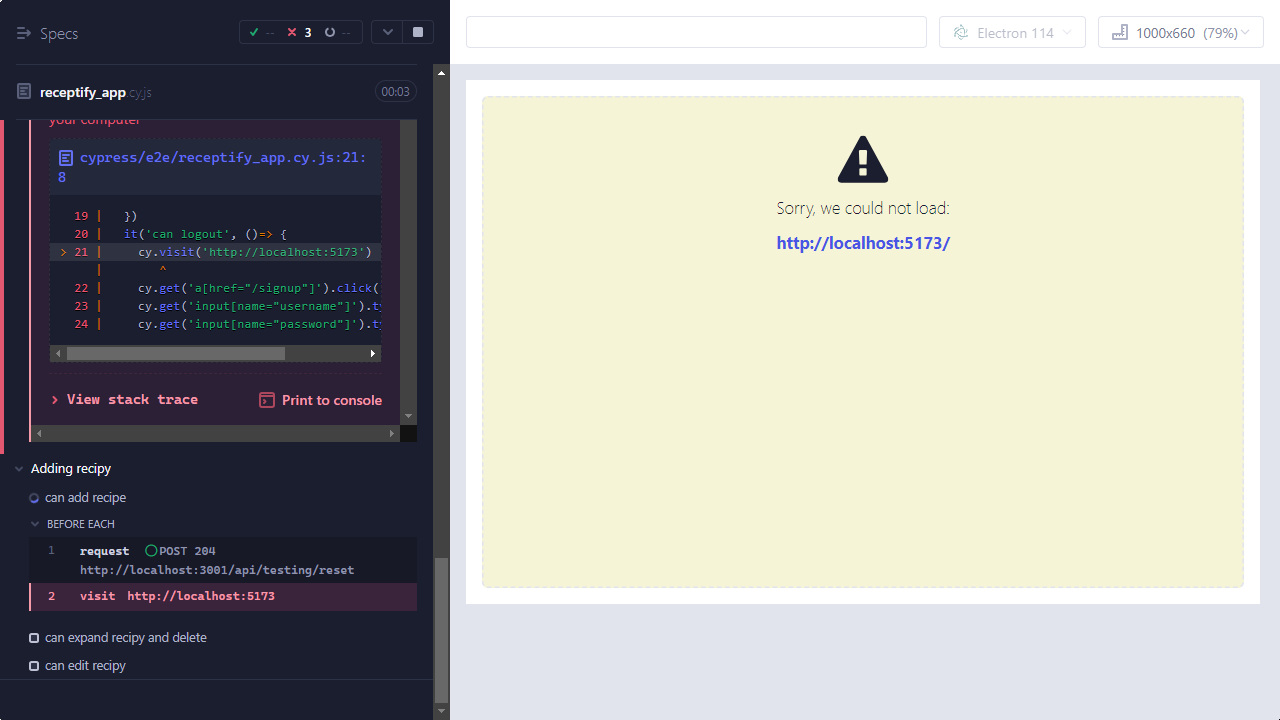 Specs
-- 3 --
receptify_app.cy.js 00:03
your computer
cypress/e2e/receptify_app.cy.js:21:
8
19 | })
20 | it('can logout', ()=> {
> 21 | cy.visit('http://localhost:5173')
| ^
22 | cy.get('a[href="/signup"]').click(
23 | cy.get('input[name="username"]').ty
24 | cy.get('input[name="password"]').ty
View stack trace Print to console
Adding recipy
can add recipe
BEFORE EACH
1 request POST 204
http://localhost:3001/api/testing/reset
2 visit http://localhost:5173
can expand recipy and delete
can edit recipy
Electron 114 1000x660 (79%)
Sorry, we could not load:
http://localhost:5173/